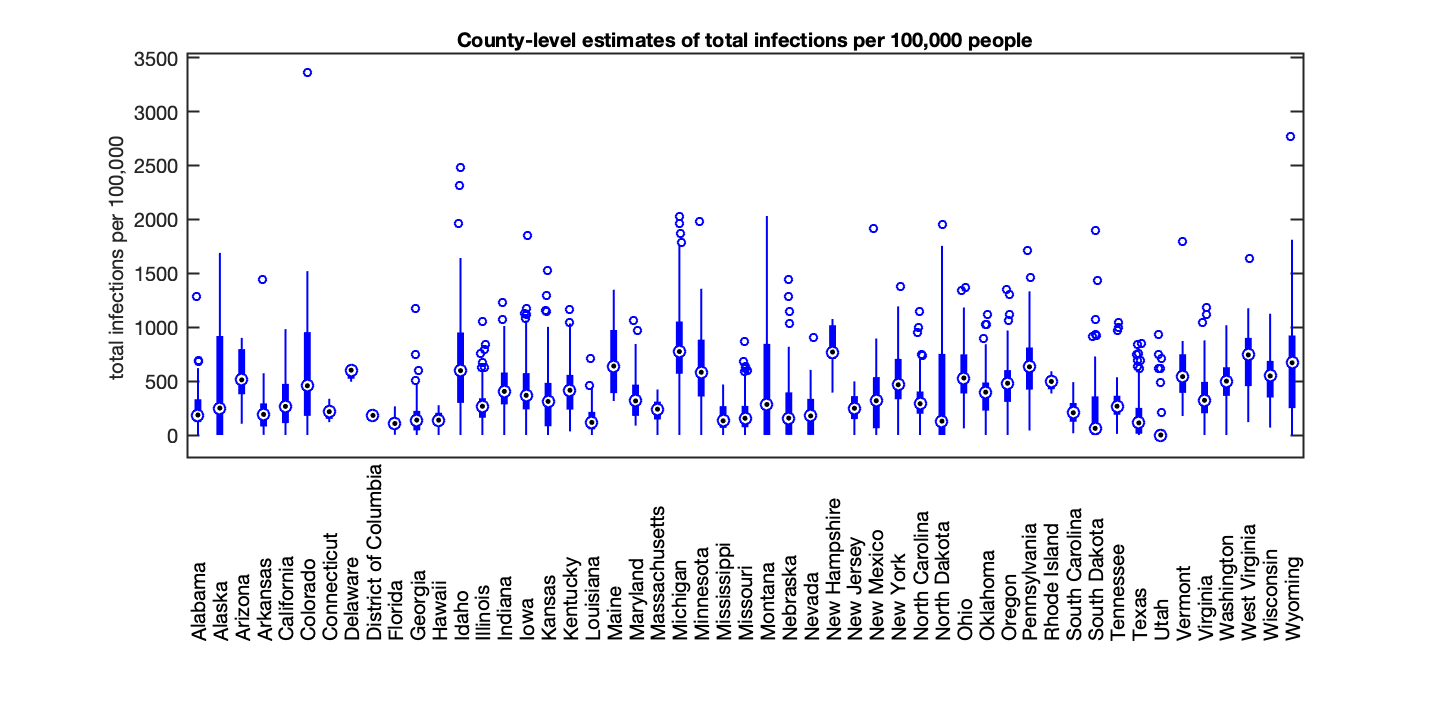 County-level estimates of total infections per 100,000 people
total infections per 100,000
3500
3000
2500
2000
1500
1000
500
0
Alabama
Alaska
Arizona
Arkansas
California
Colorado
Connecticut
Delaware
District of Columbia
Florida
Georgia
Hawaii
Idaho
Illinois
Indiana
Iowa
Kansas
Kentucky
Louisiana
Maine
Maryland
Massachusetts
Michigan
Minnesota
Mississippi
Missouri
Montana
Nebraska
Nevada
New Hampshire
New Jersey
New Mexico
New York
North Carolina
North Dakota
Ohio
Oklahoma
Oregon
Pennsylvania
Rhode Island
South Carolina
South Dakota
Tennessee
Texas
Utah
Vermont
Virginia
Washington
West Virginia
Wisconsin
Wyoming